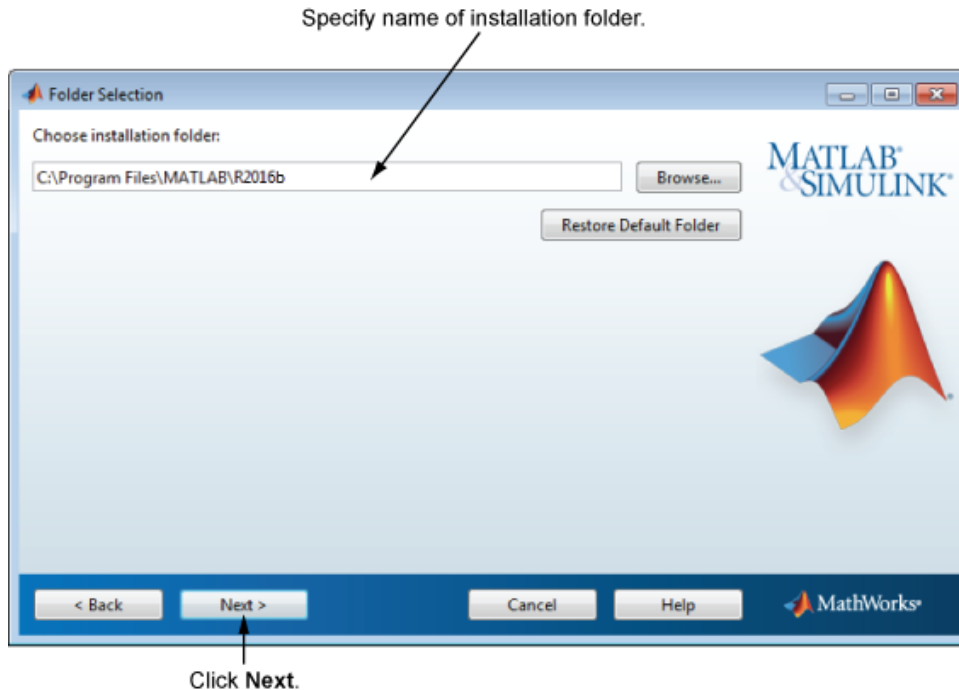 Specify name of installation folder.
Folder Selection
Choose installation folder:
C:\Program Files\MATLAB\R2016b
Browse...
Restore Default Folder
MATLAB®
&SIMULINK®
®
< Back
Next >
Cancel
Help
MathWorks®
Click Next.